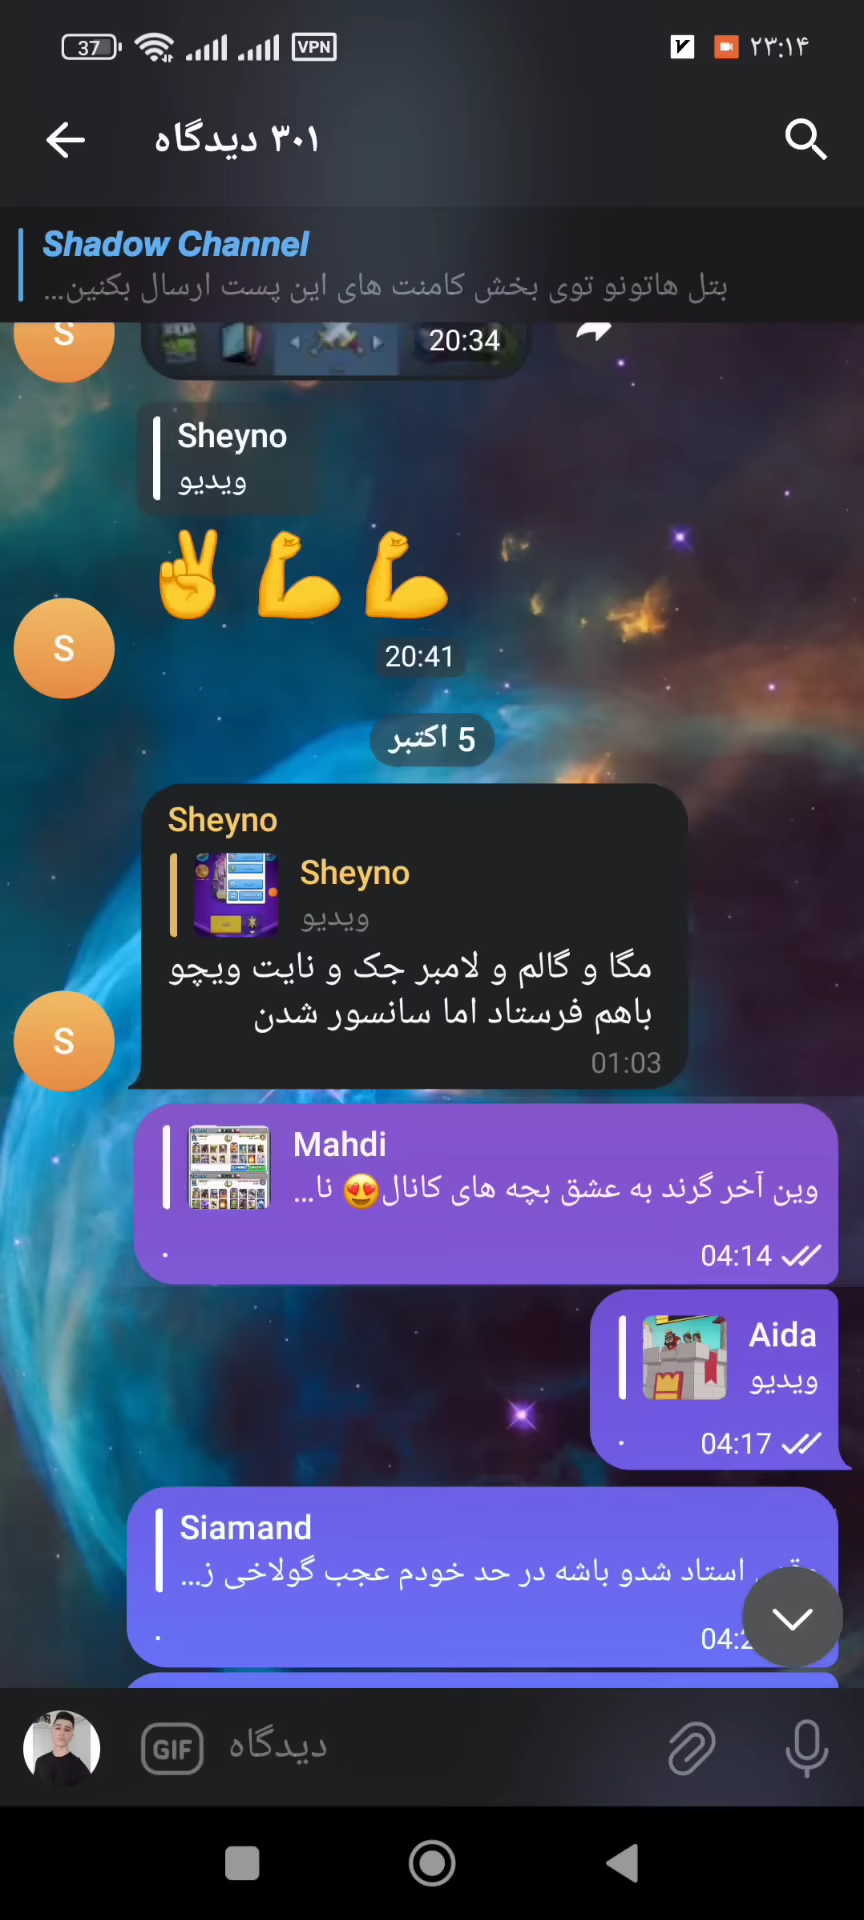 37
VPN
۲۳:۱۴
۳۰۱ دیدگاه
Shadow Channel
بتل هاتونو توی بخش کامنت های این پست ارسال بکنین...
S
20:34
Sheyno
ویدیو
✌️💪💪
S
20:41
5 اکتبر
Sheyno
Sheyno
ویدیو
مگا و گالم و لامبر جک و نایت ویچو
باهم فرستاد اما سانسور شدن
S
01:03
Mahdi
وین آخر گرند به عشق بچه های کانال😍 نا...
.
04:14
Aida
ویدیو
.
04:17
Siamand
استاد شدو باشه در حد خودم عجب گولاخی ز...
.
GIF
دیدگاه